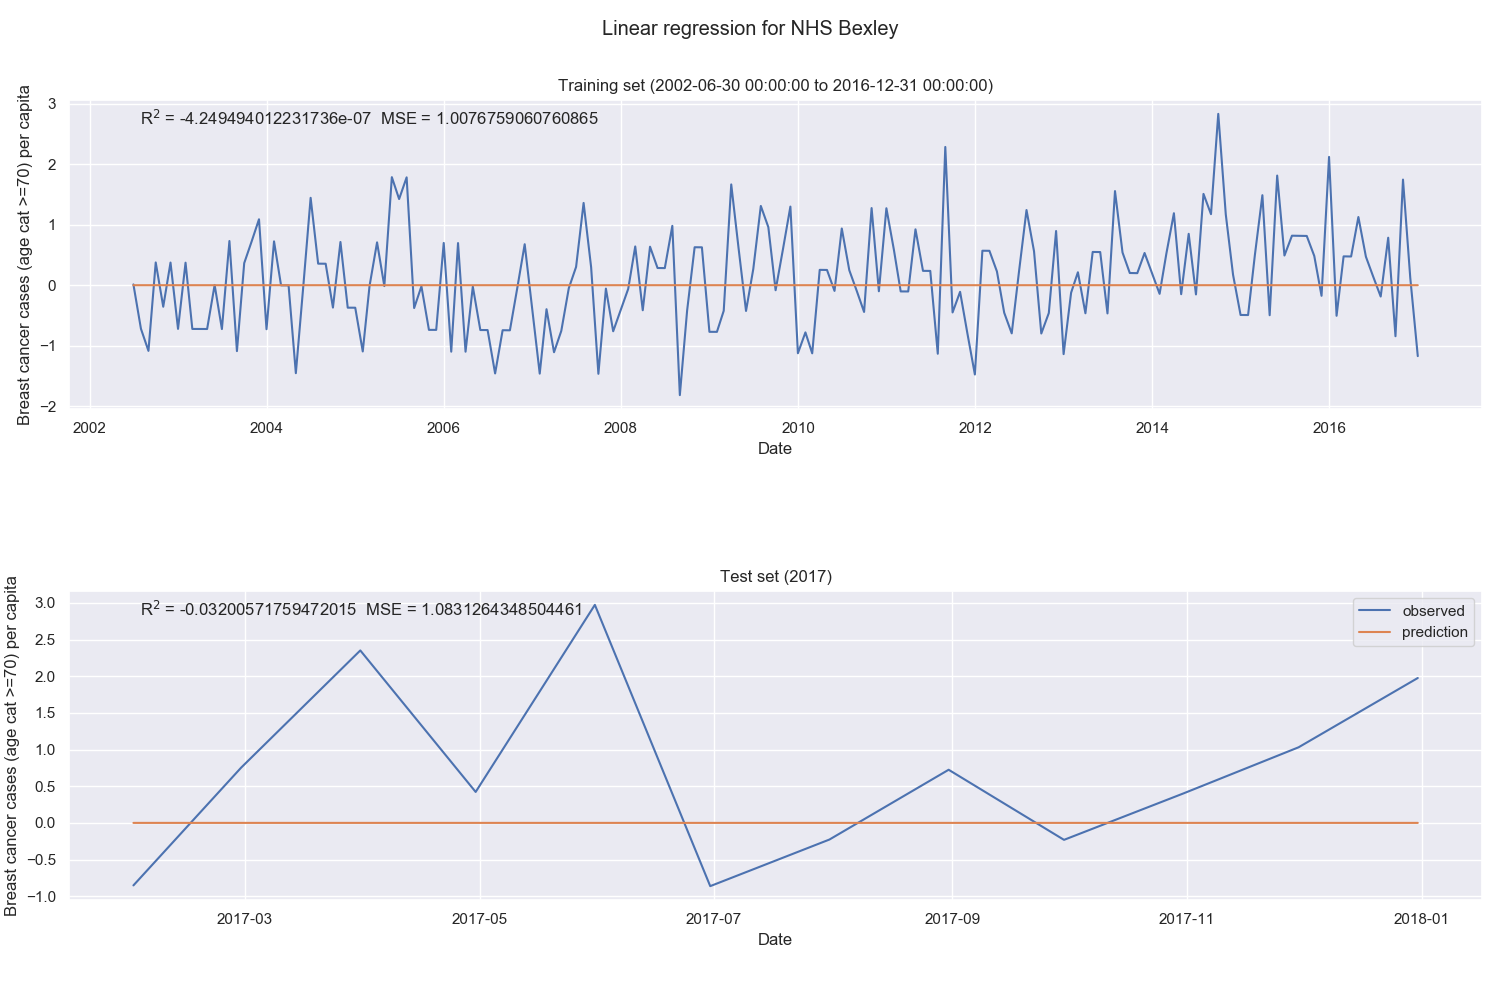 Linear regression for NHS Bexley
Training set (2002-06-30 00:00:00 to 2016-12-31 00:00:00)
R² = -4.249494012231736e-07 MSE = 1.0076759060760865
Breast cancer cases (age cat >=70) per capita
3
2
1
0
−1
−2
2002 2004 2006 2008 2010 2012 2014 2016
Date
Test set (2017)
R² = -0.03200571759472015 MSE = 1.0831264348504461
observed
prediction
Breast cancer cases (age cat >=70) per capita
3.0
2.5
2.0
1.5
1.0
0.5
0.0
−0.5
−1.0
2017-03 2017-05 2017-07 2017-09 2017-11 2018-01
Date